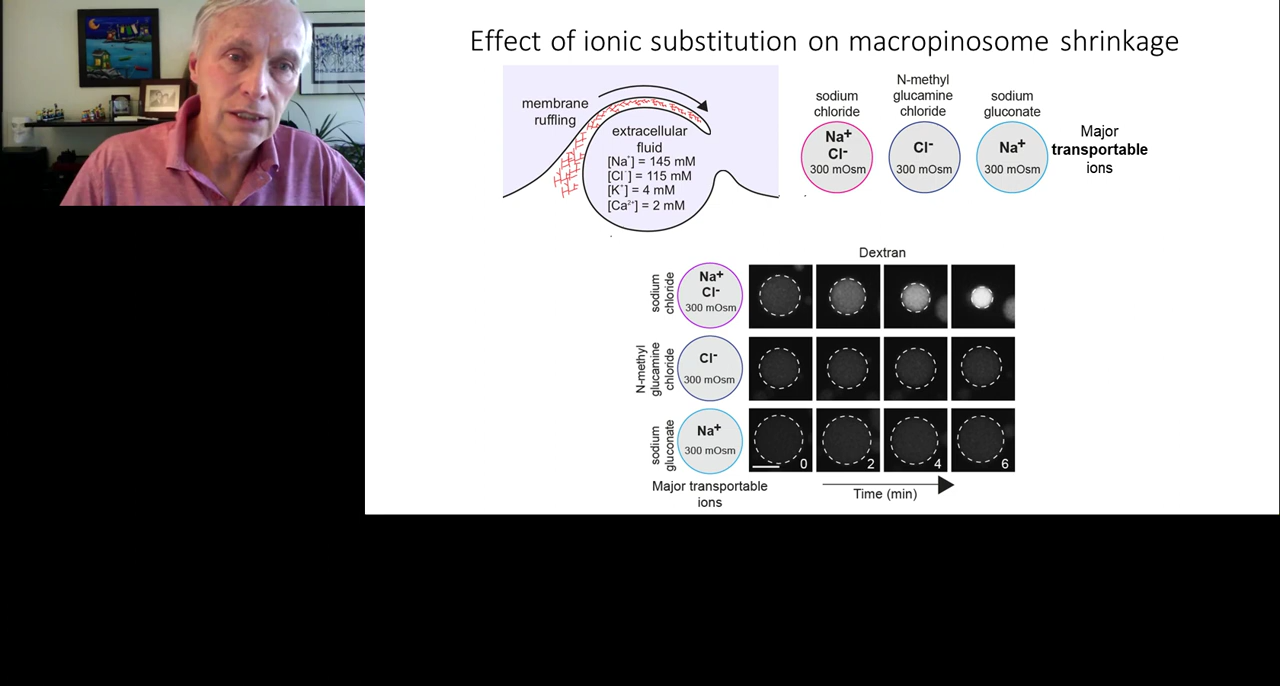 Effect of ionic substitution on macropinosome shrinkage
membrane
ruffling
extracellular
fluid
[Na⁺] = 145 mM
[Cl⁻] = 115 mM
[K⁺] = 4 mM
[Ca²⁺] = 2 mM
sodium
chloride
Na⁺
Cl⁻
300 mOsm
N-methyl
glucamine
chloride
Cl⁻
300 mOsm
sodium
gluconate
Na⁺
300 mOsm
Major
transportable
ions
Dextran
sodium
chloride
Na⁺
Cl⁻
300 mOsm
N-methyl
glucamine
chloride
Cl⁻
300 mOsm
sodium
gluconate
Na⁺
300 mOsm
0 2 4 6
Major transportable
ions
Time (min)